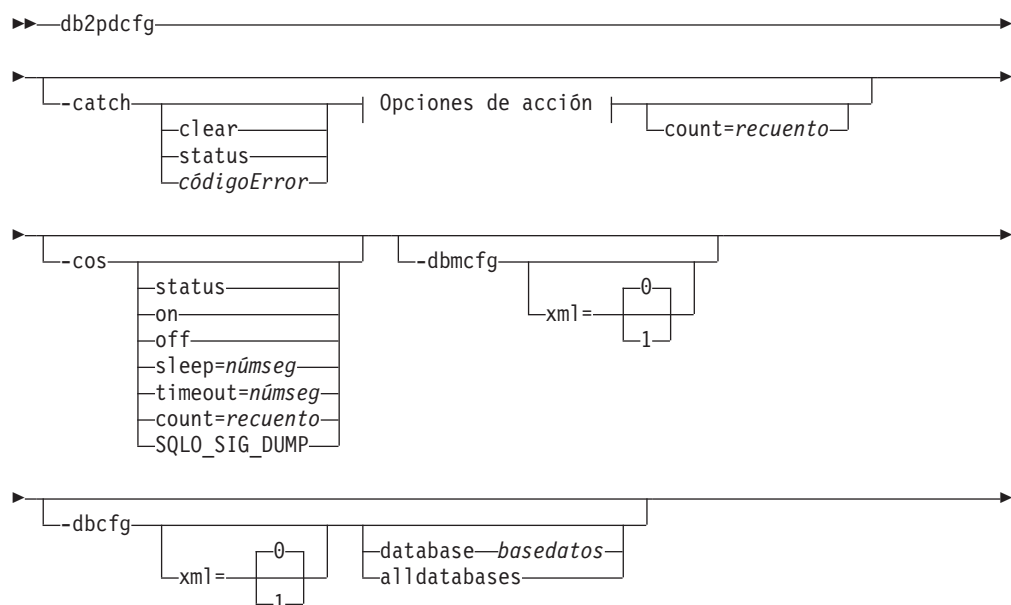 db2pdcfg
-catch
clear
status
códigoError
Opciones de acción
count=recuento
-cos
status
on
off
sleep=númseg
timeout=númseg
count=recuento
SQLO_SIG_DUMP
-dbmcfg
xml=
0
1
-dbcfg
xml=
0
1
database basedatos
alldatabases